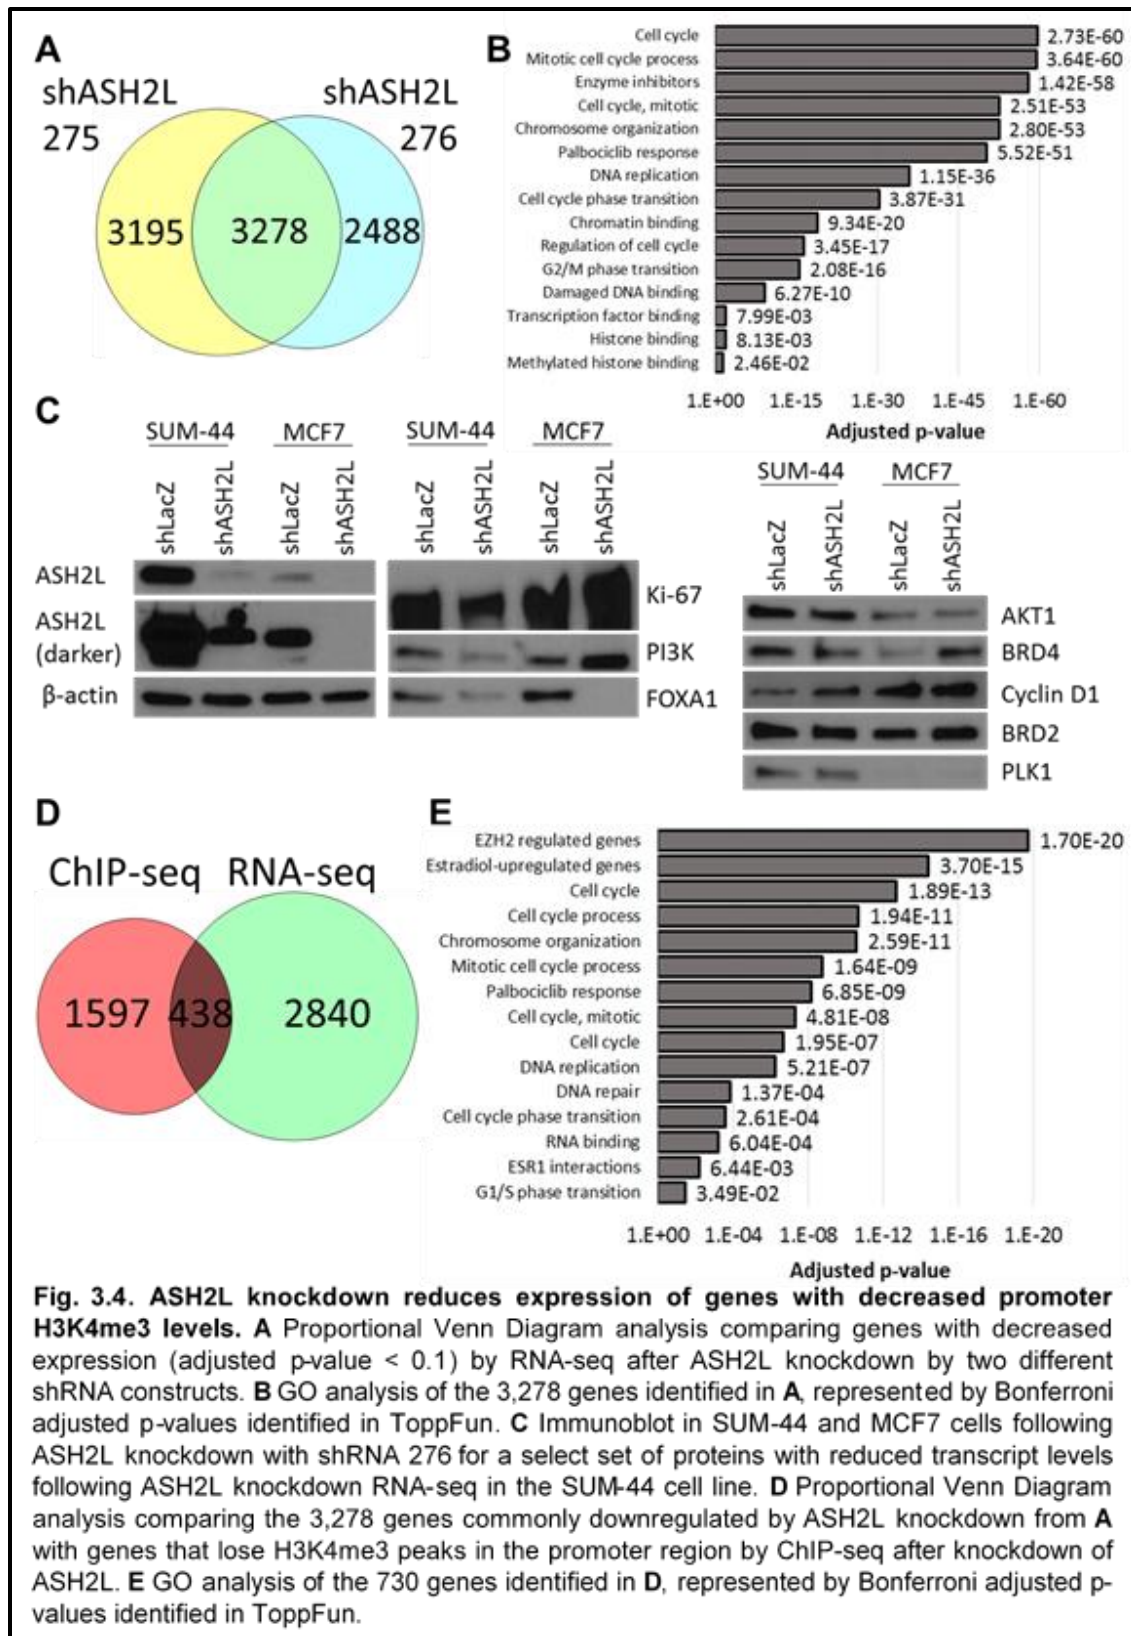 A
shASH2L
275
shASH2L
276
3195
3278
2488
B
Cell cycle 2.73E-60
Mitotic cell cycle process 3.64E-60
Enzyme inhibitors 1.42E-58
Cell cycle, mitotic 2.51E-53
Chromosome organization 2.80E-53
Palbociclib response 5.52E-51
DNA replication 1.15E-36
Cell cycle phase transition 3.87E-31
Chromatin binding 9.34E-20
Regulation of cell cycle 3.45E-17
G2/M phase transition 2.08E-16
Damaged DNA binding 6.27E-10
Transcription factor binding 7.99E-03
Histone binding 8.13E-03
Methylated histone binding 2.46E-02
1.E+00 1.E-15 1.E-30 1.E-45 1.E-60
Adjusted p-value
C
SUM-44 MCF7
shLacZ shASH2L shLacZ shASH2L
ASH2L
ASH2L
(darker)
β-actin
SUM-44 MCF7
shLacZ shASH2L shLacZ shASH2L
Ki-67
PI3K
FOXA1
SUM-44 MCF7
shLacZ shASH2L shLacZ shASH2L
AKT1
BRD4
Cyclin D1
BRD2
PLK1
D
ChIP-seq RNA-seq
1597 438 2840
E
EZH2 regulated genes 1.70E-20
Estradiol-upregulated genes 3.70E-15
Cell cycle 1.89E-13
Cell cycle process 1.94E-11
Chromosome organization 2.59E-11
Mitotic cell cycle process 1.64E-09
Palbociclib response 6.85E-09
Cell cycle, mitotic 4.81E-08
Cell cycle 1.95E-07
DNA replication 5.21E-07
DNA repair 1.37E-04
Cell cycle phase transition 2.61E-04
RNA binding 6.04E-04
ESR1 interactions 6.44E-03
G1/S phase transition 3.49E-02
1.E+00 1.E-04 1.E-08 1.E-12 1.E-16 1.E-20
Adjusted p-value
Fig. 3.4. ASH2L knockdown reduces expression of genes with decreased promoter
H3K4me3 levels. A Proportional Venn Diagram analysis comparing genes with decreased
expression (adjusted p-value < 0.1) by RNA-seq after ASH2L knockdown by two different
shRNA constructs. B GO analysis of the 3,278 genes identified in A, represented by Bonferroni
adjusted p-values identified in ToppFun. C Immunoblot in SUM-44 and MCF7 cells following
ASH2L knockdown with shRNA 276 for a select set of proteins with reduced transcript levels
following ASH2L knockdown RNA-seq in the SUM-44 cell line. D Proportional Venn Diagram
analysis comparing the 3,278 genes commonly downregulated by ASH2L knockdown from A
with genes that lose H3K4me3 peaks in the promoter region by ChIP-seq after knockdown of
ASH2L. E GO analysis of the 730 genes identified in D, represented by Bonferroni adjusted p-
values identified in ToppFun.